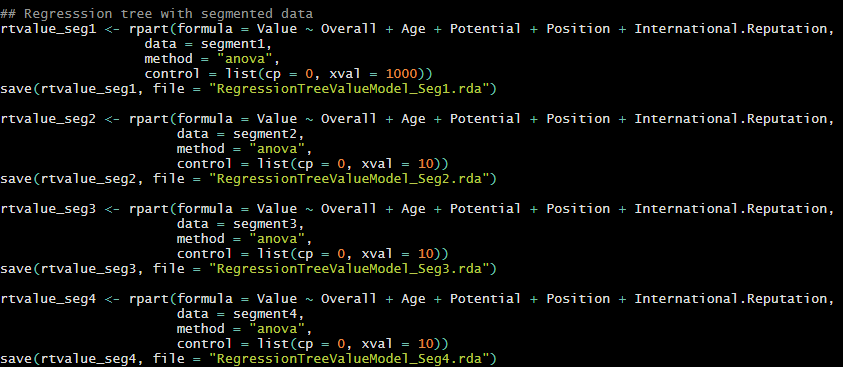 ## Regresssion tree with segmented data
rtvalue_seg1 <- rpart(formula = Value ~ Overall + Age + Potential + Position + International.Reputation,
data = segment1,
method = "anova",
control = list(cp = 0, xval = 1000))
save(rtvalue_seg1, file = "RegressionTreeValueModel_Seg1.rda")
rtvalue_seg2 <- rpart(formula = Value ~ Overall + Age + Potential + Position + International.Reputation,
data = segment2,
method = "anova",
control = list(cp = 0, xval = 10))
save(rtvalue_seg2, file = "RegressionTreeValueModel_Seg2.rda")
rtvalue_seg3 <- rpart(formula = Value ~ Overall + Age + Potential + Position + International.Reputation,
data = segment3,
method = "anova",
control = list(cp = 0, xval = 10))
save(rtvalue_seg3, file = "RegressionTreeValueModel_Seg3.rda")
rtvalue_seg4 <- rpart(formula = Value ~ Overall + Age + Potential + Position + International.Reputation,
data = segment4,
method = "anova",
control = list(cp = 0, xval = 10))
save(rtvalue_seg4, file = "RegressionTreeValueModel_Seg4.rda")